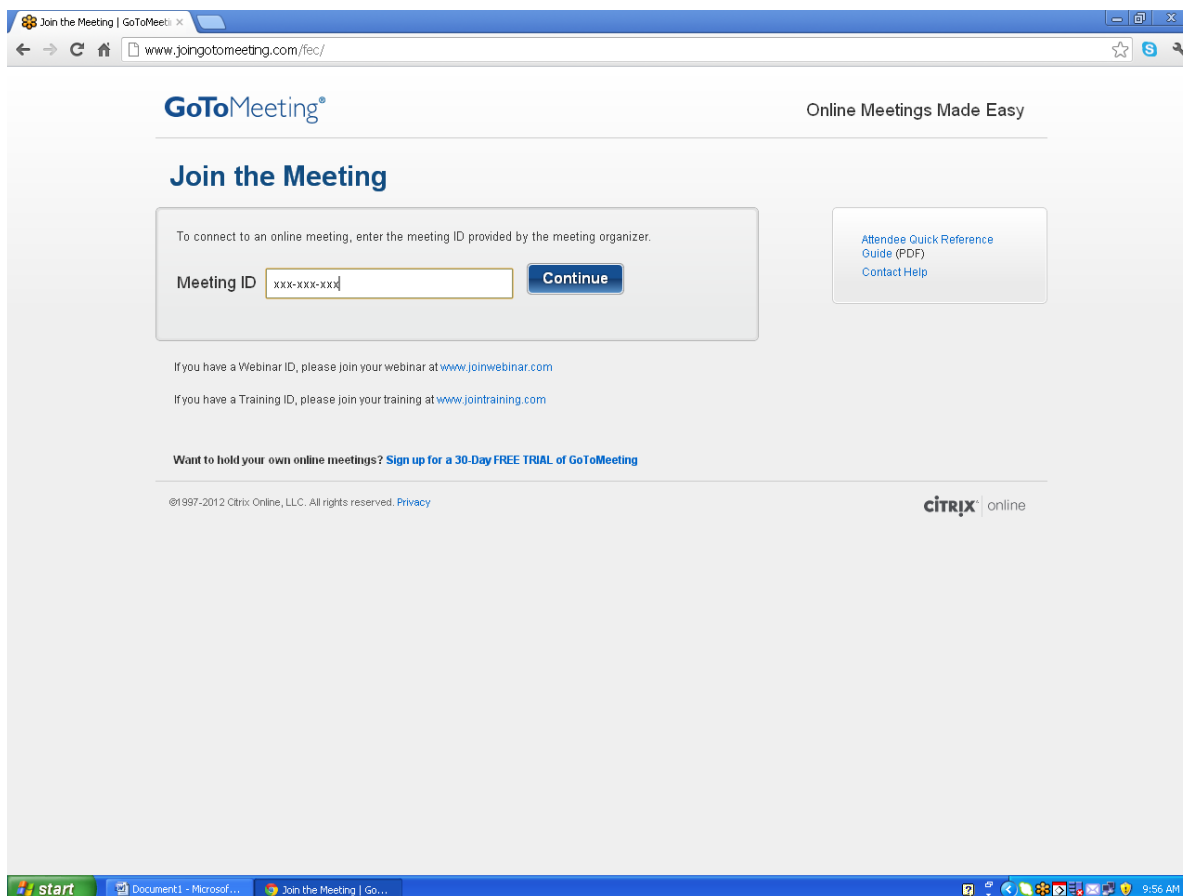 Join the Meeting | GoToMeeti
www.joingotomeeting.com/fec/
GoToMeeting®
Online Meetings Made Easy
Join the Meeting
To connect to an online meeting, enter the meeting ID provided by the meeting organizer.
Meeting ID xxx-xxx-xxx Continue
Attendee Quick Reference
Guide (PDF)
Contact Help
If you have a Webinar ID, please join your webinar at www.joinwebinar.com
If you have a Training ID, please join your training at www.jointraining.com
Want to hold your own online meetings? Sign up for a 30-Day FREE TRIAL of GoToMeeting
©1997-2012 Citrix Online, LLC. All rights reserved. Privacy
CİTRIX online
start Document1 - Microsof... Join the Meeting | Go... 9:56 AM